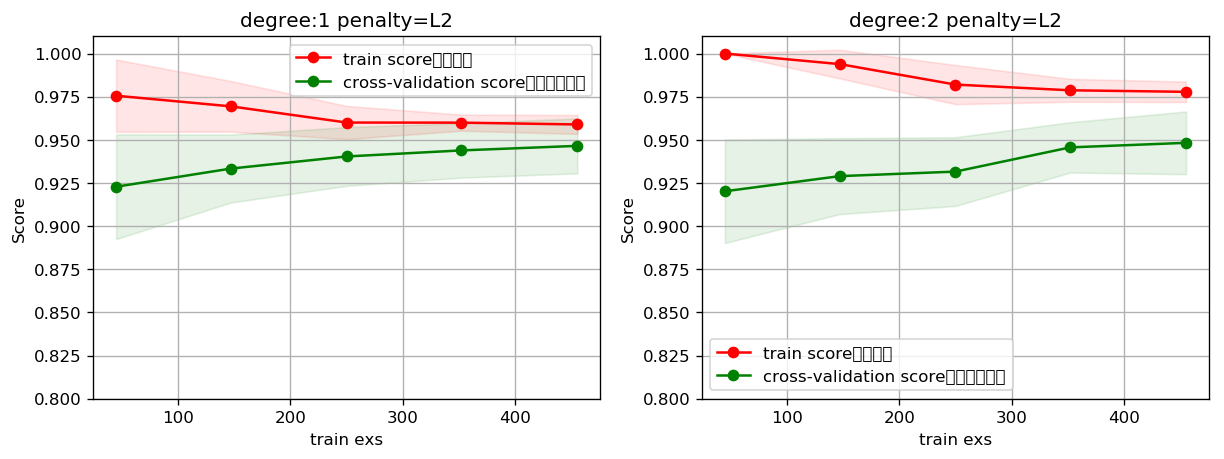 degree:1 penalty=L2
train score
cross-validation score
Score
1.000
0.975
0.950
0.925
0.900
0.875
0.850
0.825
0.800
100 200 300 400
train exs
degree:2 penalty=L2
Score
1.000
0.975
0.950
0.925
0.900
0.875
0.850
0.825
0.800
train score
cross-validation score
100 200 300 400
train exs